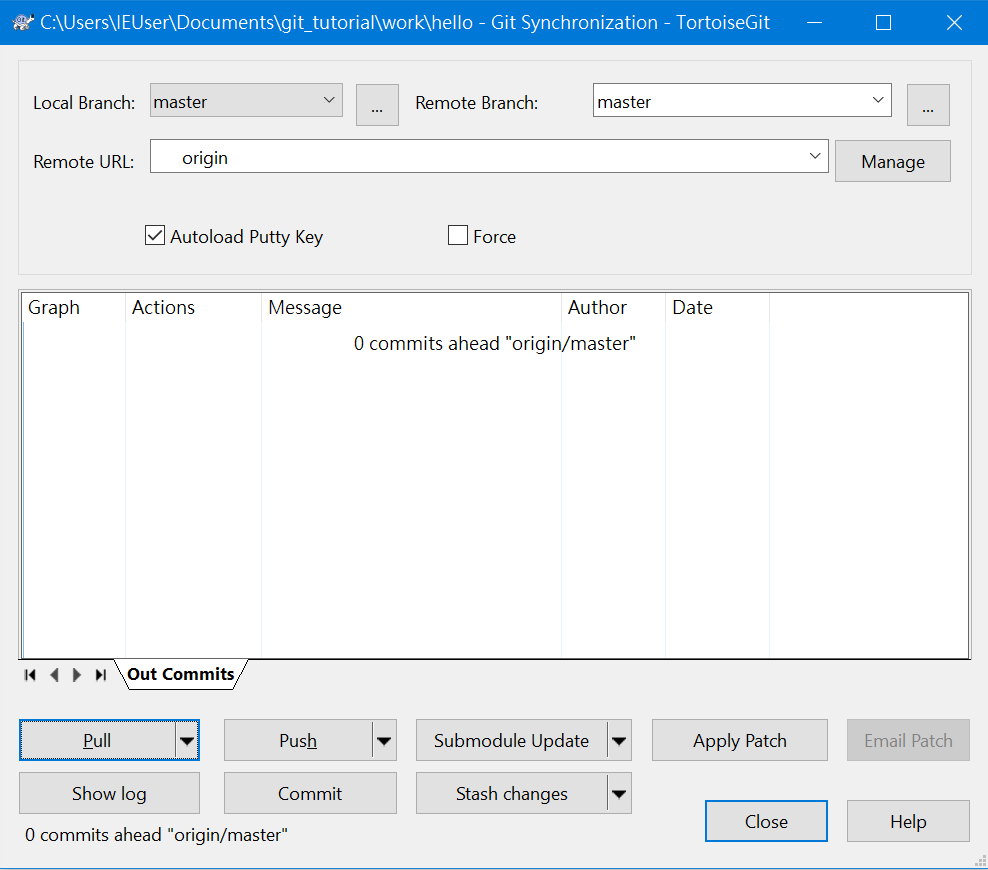 C:\Users\IEUser\Documents\git_tutorial\work\hello - Git Synchronization - TortoiseGit
Local Branch: master ... Remote Branch: master ...
Remote URL: origin Manage
Autoload Putty Key Force
Graph Actions Message Author Date
0 commits ahead "origin/master"
Out Commits
Pull Push Submodule Update Apply Patch Email Patch
Show log Commit Stash changes
Close Help
0 commits ahead "origin/master"